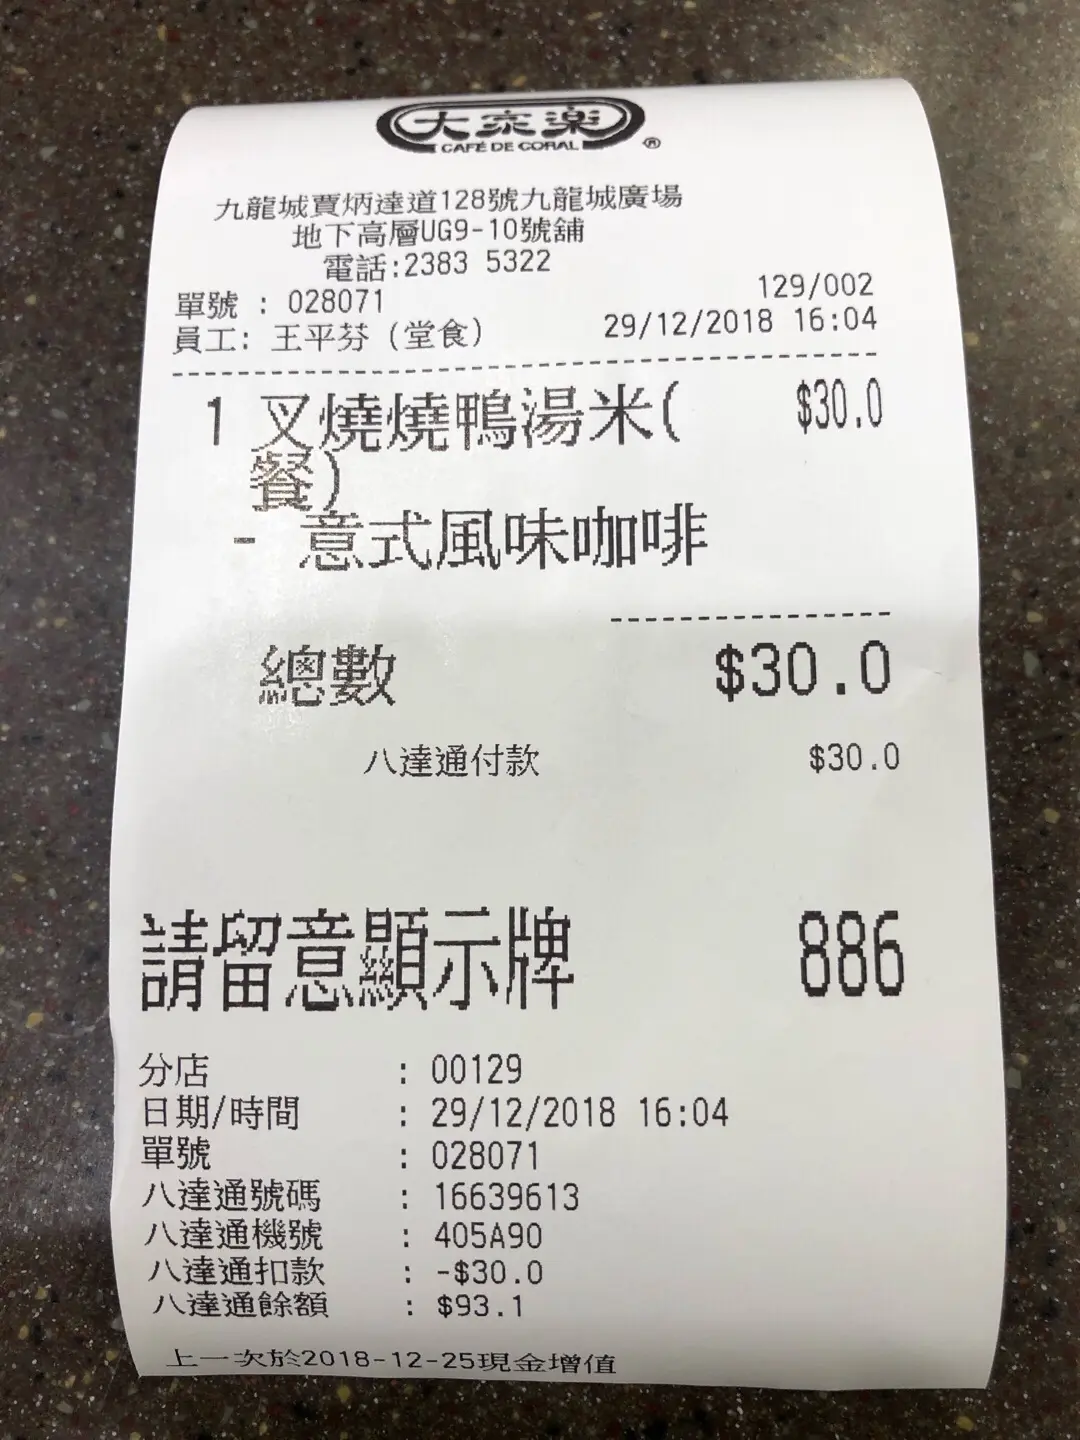 大家樂
CAFÉ DE CORAL ®
九龍城賈炳達道128號九龍城廣場
地下高層UG9-10號舖
電話:2383 5322
單號 : 028071 129/002
員工: 王平芬 (堂食) 29/12/2018 16:04
1 叉燒燒鴨湯米( $30.0
餐)
- 意式風味咖啡
總數 $30.0
八達通付款 $30.0
請留意顯示牌 886
分店 : 00129
日期/時間 : 29/12/2018 16:04
單號 : 028071
八達通號碼 : 16639613
八達通機號 : 405A90
八達通扣款 : -$30.0
八達通餘額 : $93.1
上一次於2018-12-25現金增值